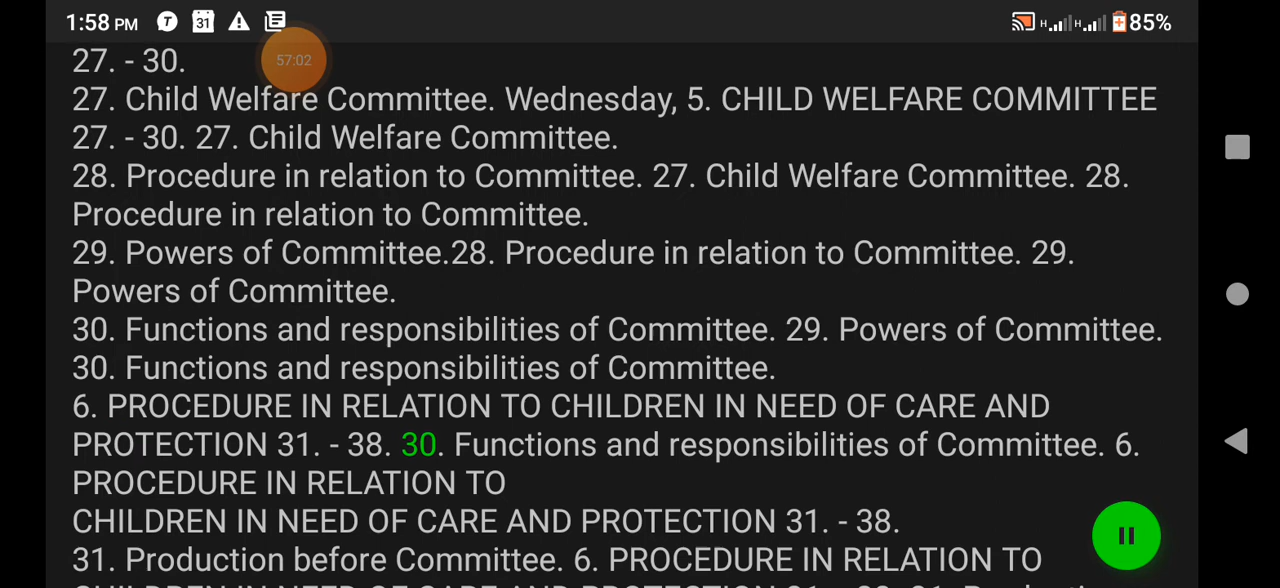 1:58 PM T 31 85%
27. - 30. 57:02
27. Child Welfare Committee. Wednesday, 5. CHILD WELFARE COMMITTEE
27. - 30. 27. Child Welfare Committee.
28. Procedure in relation to Committee. 27. Child Welfare Committee. 28.
Procedure in relation to Committee.
29. Powers of Committee.28. Procedure in relation to Committee. 29.
Powers of Committee.
30. Functions and responsibilities of Committee. 29. Powers of Committee.
30. Functions and responsibilities of Committee.
6. PROCEDURE IN RELATION TO CHILDREN IN NEED OF CARE AND
PROTECTION 31. - 38. 30. Functions and responsibilities of Committee. 6.
PROCEDURE IN RELATION TO
CHILDREN IN NEED OF CARE AND PROTECTION 31. - 38.
31. Production before Committee. 6. PROCEDURE IN RELATION TO